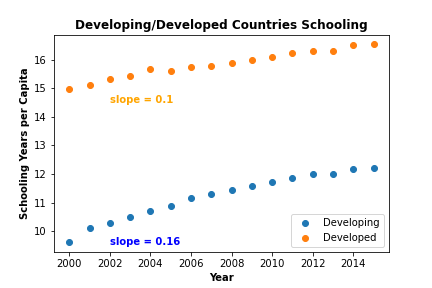 Developing/Developed Countries Schooling
Schooling Years per Capita
16
15
14
13
12
11
10
slope = 0.1
slope = 0.16
Developing
Developed
2000 2002 2004 2006 2008 2010 2012 2014
Year